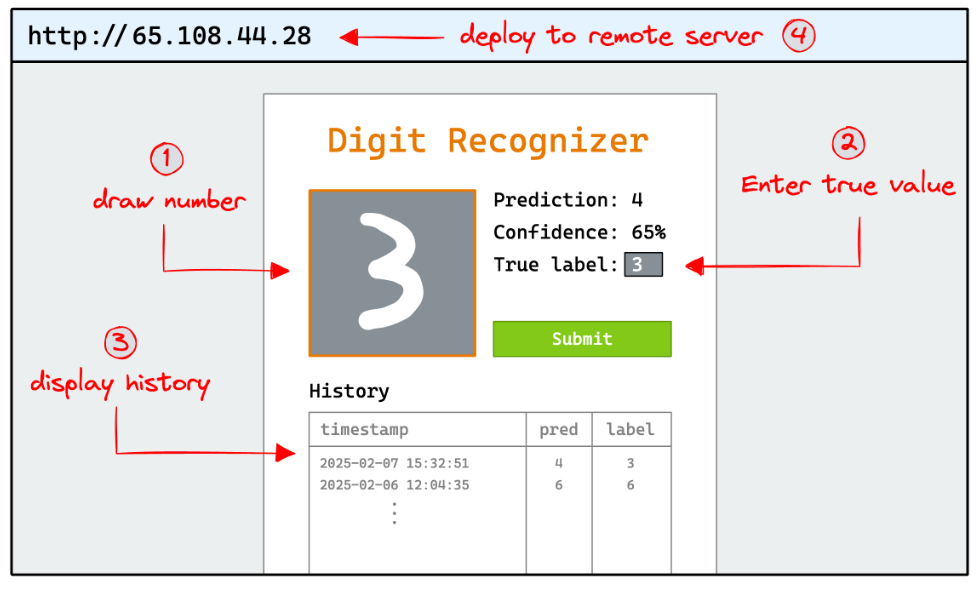 http://65.108.44.28
deploy to remote server 4
Digit Recognizer
1
draw number
2
Enter true value
3
Prediction: 4
Confidence: 65%
True label: 3
Submit
3
display history
History
timestamp pred label
2025-02-07 15:32:51 4 3
2025-02-06 12:04:35 6 6